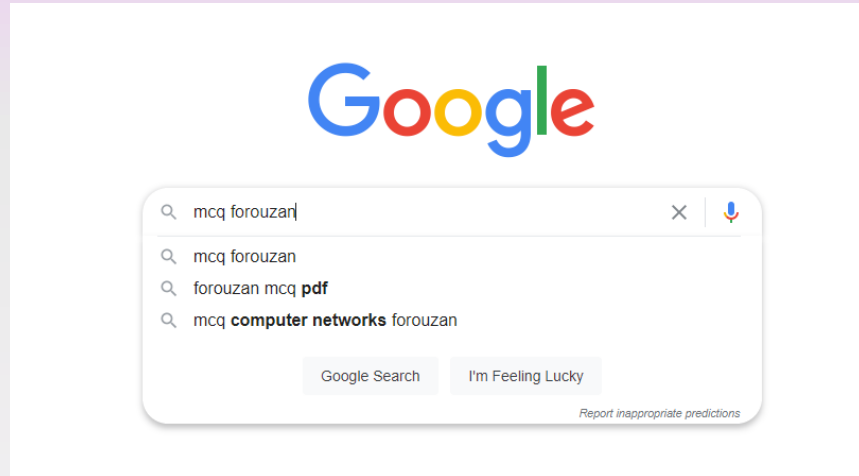 Google
mcq forouzan
mcq forouzan
forouzan mcq pdf
mcq computer networks forouzan
Google Search I'm Feeling Lucky
Report inappropriate predictions